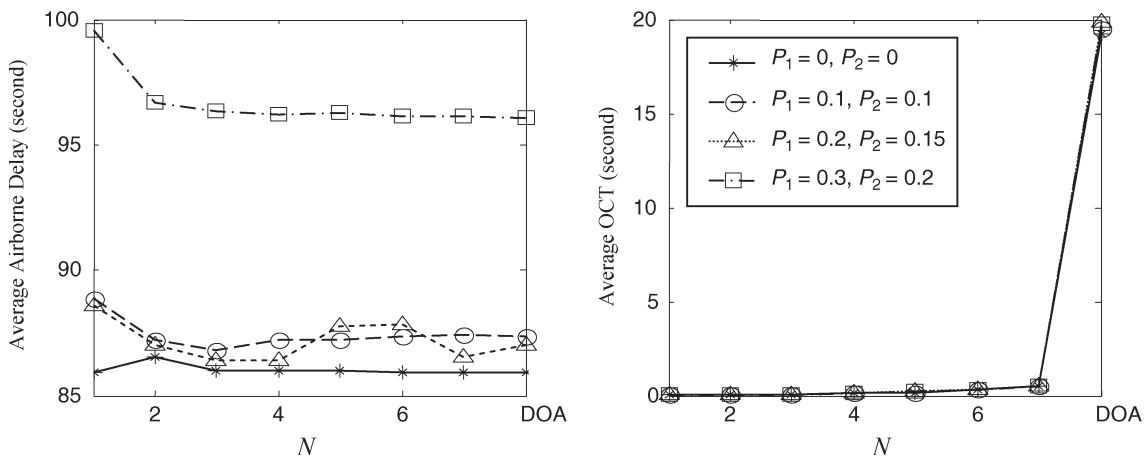 Average Airborne Delay (second)
100
95
90
85
2
4
6
DOA
N
Average OCT (second)
20
15
10
5
0
2
4
6
DOA
N
P1 = 0, P2 = 0
P1 = 0.1, P2 = 0.1
P1 = 0.2, P2 = 0.15
P1 = 0.3, P2 = 0.2